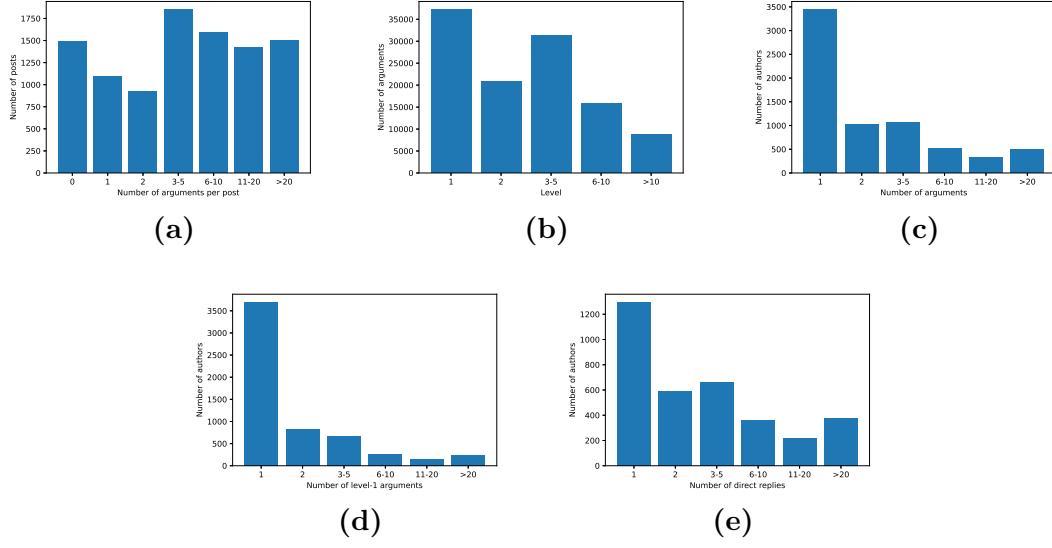 1750
1500
1250
1000
750
500
250
0
Number of posts
0 1 2 3-5 6-10 11-20 >20
Number of arguments per post
(a)
35000
30000
25000
20000
15000
10000
5000
0
Number of arguments
1 2 3-5 6-10 >10
Level
(b)
3500
3000
2500
2000
1500
1000
500
0
Number of authors
1 2 3-5 6-10 11-20 >20
Number of arguments
(c)
3500
3000
2500
2000
1500
1000
500
0
Number of authors
1 2 3-5 6-10 11-20 >20
Number of level-1 arguments
(d)
1200
1000
800
600
400
200
0
Number of authors
1 2 3-5 6-10 11-20 >20
Number of direct replies
(e)